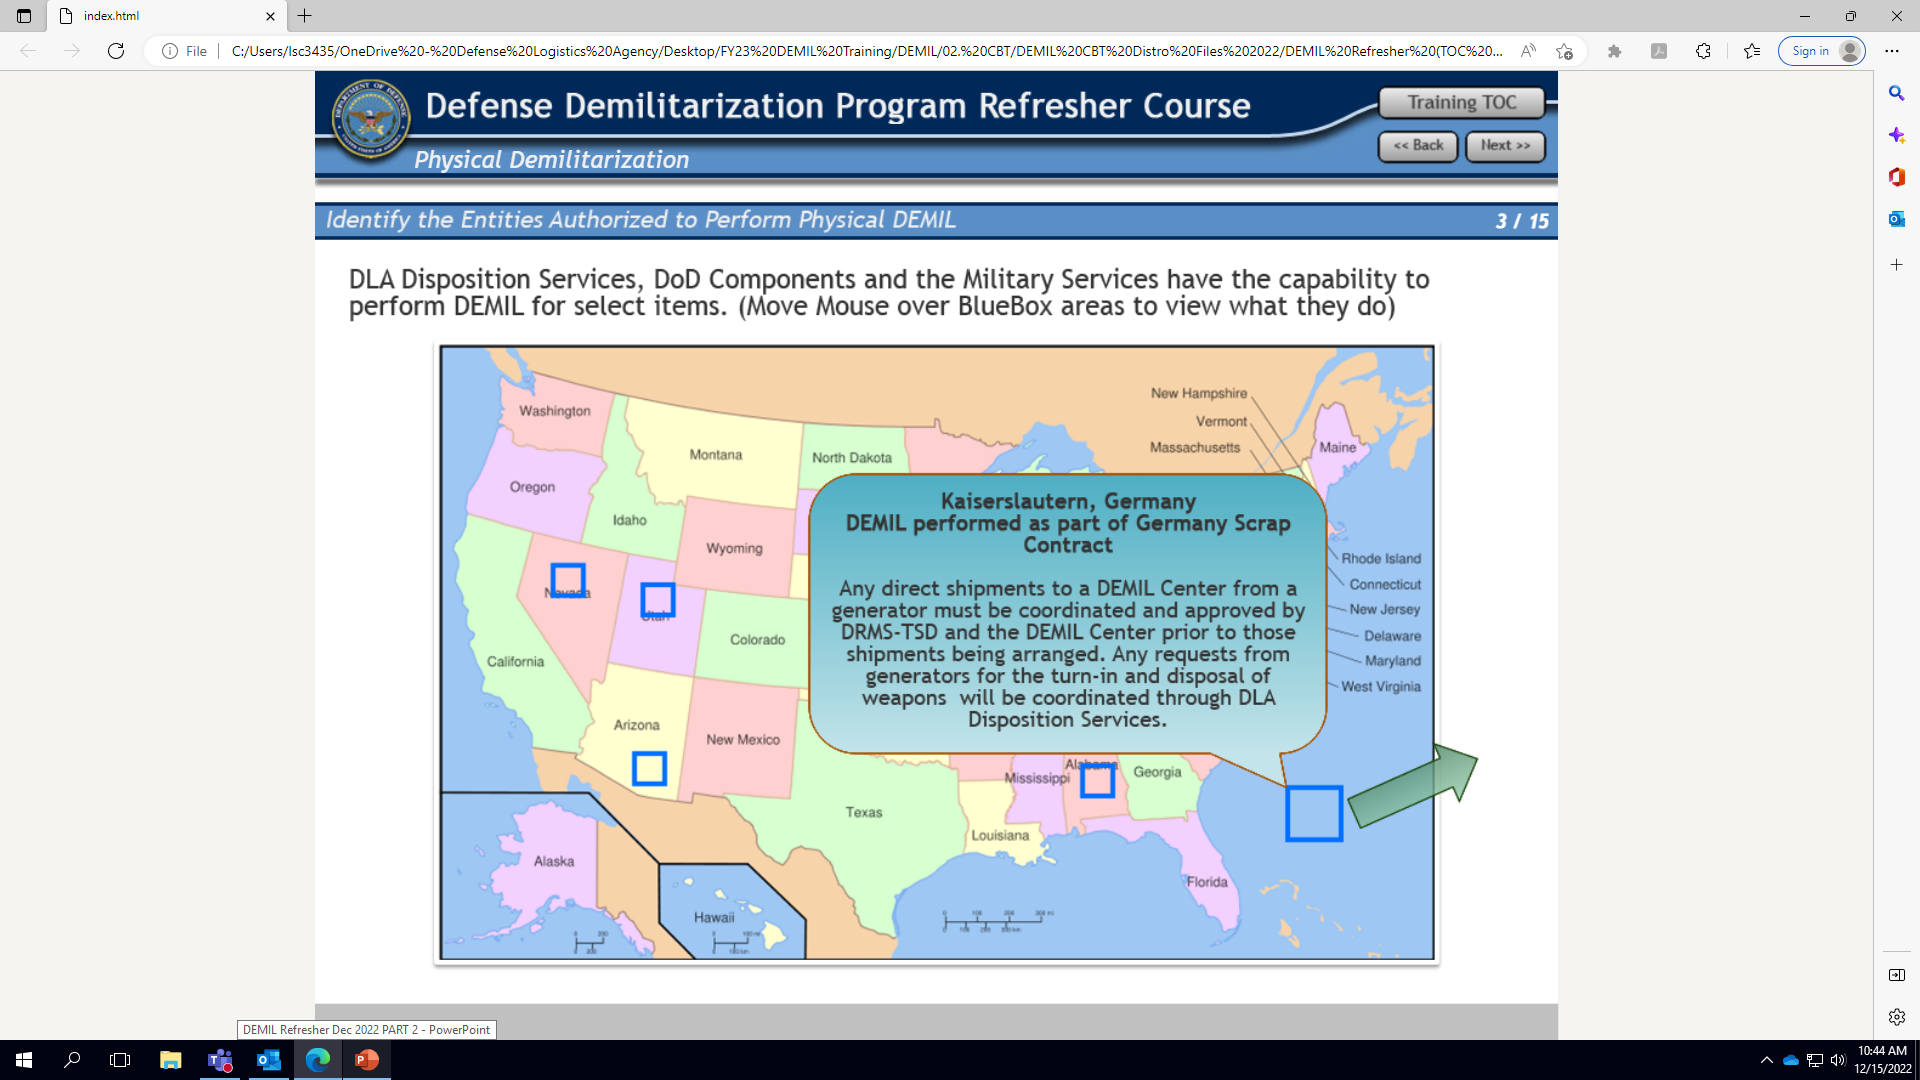 index.html
File
C:/Users/lsc3435/OneDrive%20-%20Defense%20Logistics%20Agency/Desktop/FY23%20DEMIL%20Training/DEMIL/02.%20CBT/DEMIL%20CBT%20Distro%20Files%202022/DEMIL%20Refresher%20(TOC%20...
Sign in
Defense Demilitarization Program Refresher Course
Training TOC
<< Back
Next >>
Physical Demilitarization
Identify the Entities Authorized to Perform Physical DEMIL
3 / 15
DLA Disposition Services, DoD Components and the Military Services have the capability to
perform DEMIL for select items. (Move Mouse over BlueBox areas to view what they do)
New Hampshire
Vermont
Massachusetts
Maine
Washington
Montana
North Dakota
Oregon
Idaho
Wyoming
Nevada
Utah
Colorado
California
Arizona
New Mexico
Kaiserslautern, Germany
DEMIL performed as part of Germany Scrap
Contract
Any direct shipments to a DEMIL Center from a
generator must be coordinated and approved by
DRMS-TSD and the DEMIL Center prior to those
shipments being arranged. Any requests from
generators for the turn-in and disposal of
weapons will be coordinated through DLA
Disposition Services.
Rhode Island
Connecticut
New Jersey
Delaware
Maryland
West Virginia
Alabama
Mississippi
Georgia
Texas
Louisiana
Florida
Alaska
Hawaii
DEMIL Refresher Dec 2022 PART 2 - PowerPoint
10:44 AM
12/15/2022